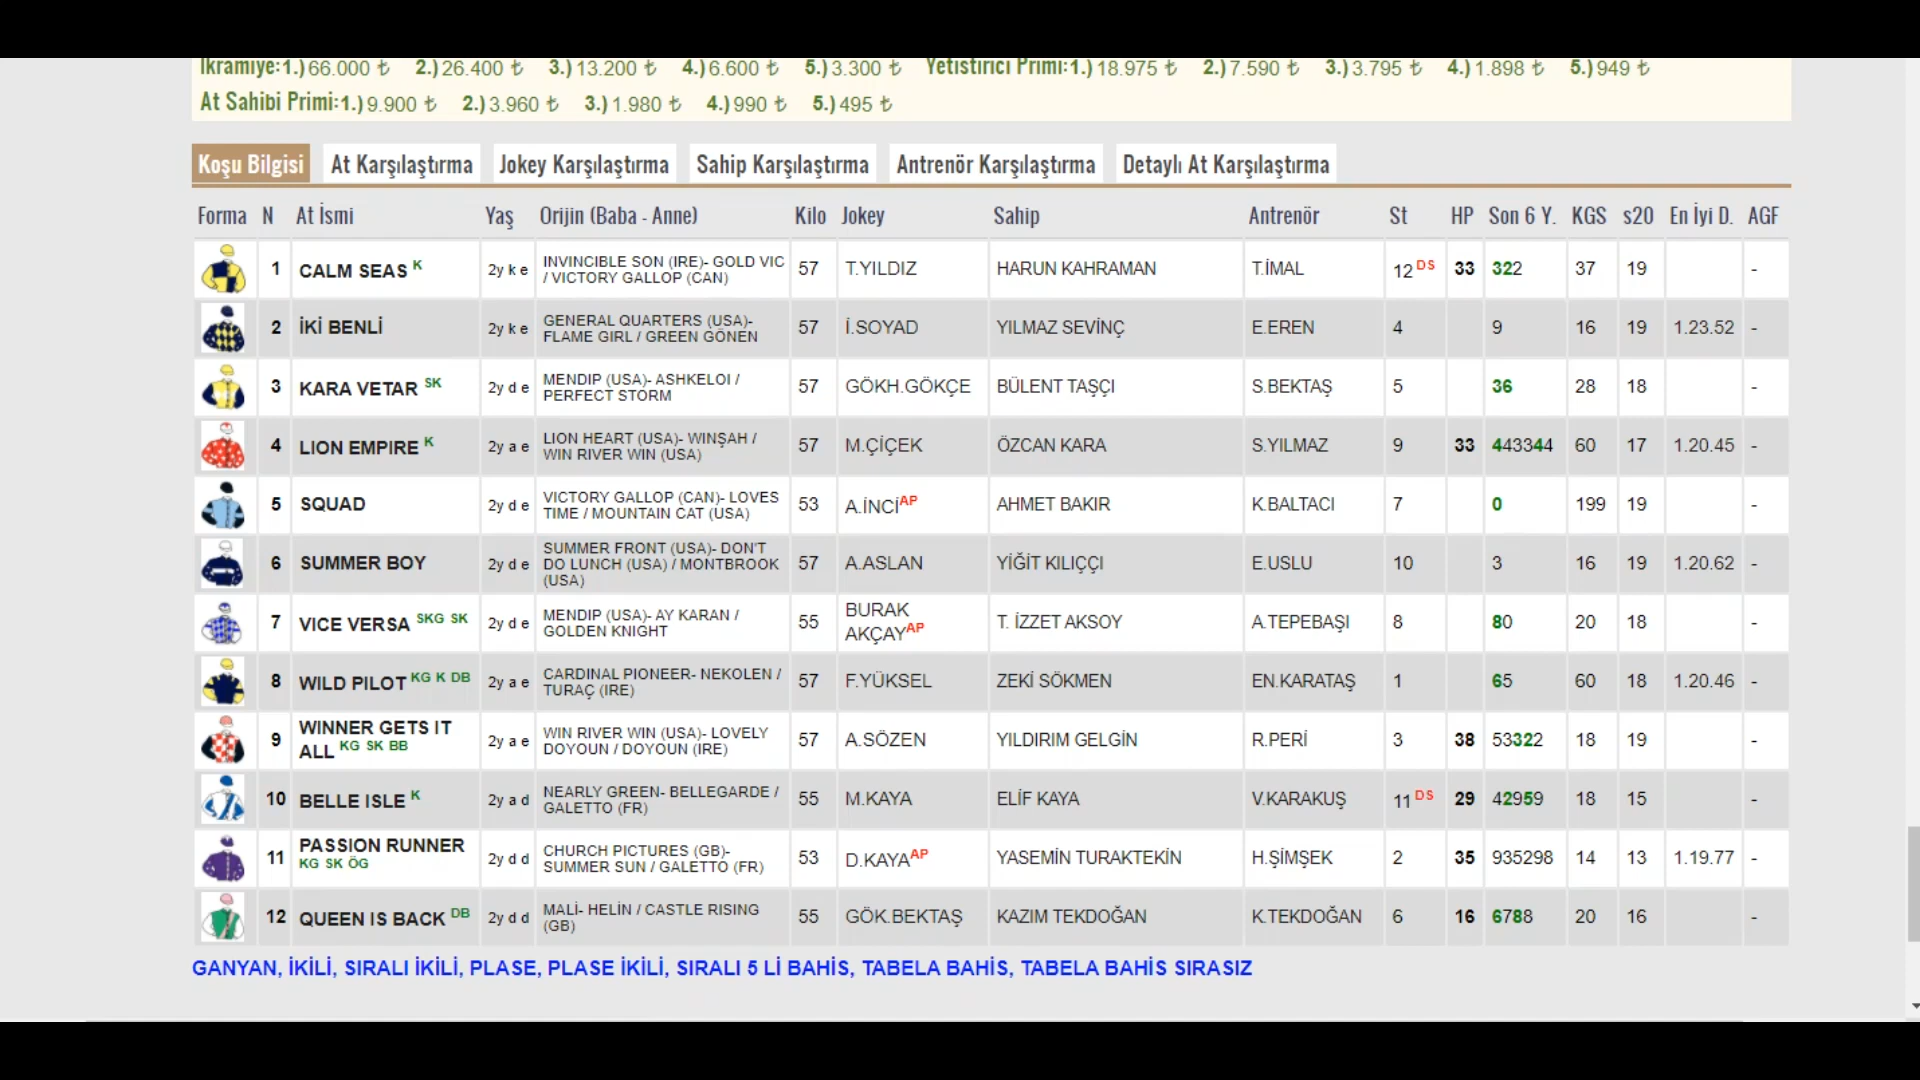 İkramiye:1.)66.000 ₺ 2.)26.400 ₺ 3.)13.200 ₺ 4.)6.600 ₺ 5.)3.300 ₺ Yetiştirici Primi:1.)18.975 ₺ 2.)7.590 ₺ 3.)3.795 ₺ 4.)1.898 ₺ 5.)949 ₺
At Sahibi Primi:1.)9.900 ₺ 2.)3.960 ₺ 3.)1.980 ₺ 4.)990 ₺ 5.)495 ₺
Koşu Bilgisi At Karşılaştırma Jokey Karşılaştırma Sahip Karşılaştırma Antrenör Karşılaştırma Detaylı At Karşılaştırma
Forma N At İsmi Yaş Orijin (Baba - Anne) Kilo Jokey Sahip Antrenör St HP Son 6 Y. KGS s20 En İyi D. AGF
1 CALM SEAS K 2y k e INVINCIBLE SON (IRE)- GOLD VIC / VICTORY GALLOP (CAN) 57 T.YILDIZ HARUN KAHRAMAN T.İMAL 12 DS 33 322 37 19 -
2 İKİ BENLİ 2y k e GENERAL QUARTERS (USA)- FLAME GIRL / GREEN GÖNEN 57 İ.SOYAD YILMAZ SEVİNÇ E.EREN 4 9 16 19 1.23.52 -
3 KARA VETAR SK 2y d e MENDIP (USA)- ASHKELOI / PERFECT STORM 57 GÖKH.GÖKÇE BÜLENT TAŞÇI S.BEKTAŞ 5 36 28 18 -
4 LION EMPIRE K 2y a e LION HEART (USA)- WINŞAH / WIN RIVER WIN (USA) 57 M.ÇİÇEK ÖZCAN KARA S.YILMAZ 9 33 443344 60 17 1.20.45 -
5 SQUAD 2y d e VICTORY GALLOP (CAN)- LOVES TIME / MOUNTAIN CAT (USA) 53 A.İNCİ AP AHMET BAKIR K.BALTACI 7 0 199 19 -
6 SUMMER BOY 2y d e SUMMER FRONT (USA)- DON'T DO LUNCH (USA) / MONTBROOK (USA) 57 A.ASLAN YİĞİT KILIÇÇI E.USLU 10 3 16 19 1.20.62 -
7 VICE VERSA SKG SK 2y d e MENDIP (USA)- AY KARAN / GOLDEN KNIGHT 55 BURAK AKÇAY AP T. İZZET AKSOY A.TEPEBAŞI 8 80 20 18 -
8 WILD PILOT KG K DB 2y a e CARDINAL PIONEER- NEKOLEN / TURAÇ (IRE) 57 F.YÜKSEL ZEKİ SÖKMEN EN.KARATAŞ 1 65 60 18 1.20.46 -
9 WINNER GETS IT ALL KG SK BB 2y a e WIN RIVER WIN (USA)- LOVELY DOYOUN / DOYOUN (IRE) 57 A.SÖZEN YILDIRIM GELGİN R.PERİ 3 38 53322 18 19 -
10 BELLE ISLE K 2y a d NEARLY GREEN- BELLEGARDE / GALETTO (FR) 55 M.KAYA ELİF KAYA V.KARAKUŞ 11 DS 29 42959 18 15 -
11 PASSION RUNNER KG SK ÖG 2y d d CHURCH PICTURES (GB)- SUMMER SUN / GALETTO (FR) 53 D.KAYA AP YASEMİN TURAKTEKİN H.ŞİMŞEK 2 35 935298 14 13 1.19.77 -
12 QUEEN IS BACK DB 2y d d MALİ- HELİN / CASTLE RISING (GB) 55 GÖK.BEKTAŞ KAZIM TEKDOĞAN K.TEKDOĞAN 6 16 6788 20 16 -
GANYAN, İKİLİ, SIRALI İKİLİ, PLASE, PLASE İKİLİ, SIRALI 5 Lİ BAHİS, TABELA BAHİS, TABELA BAHİS SIRASIZ